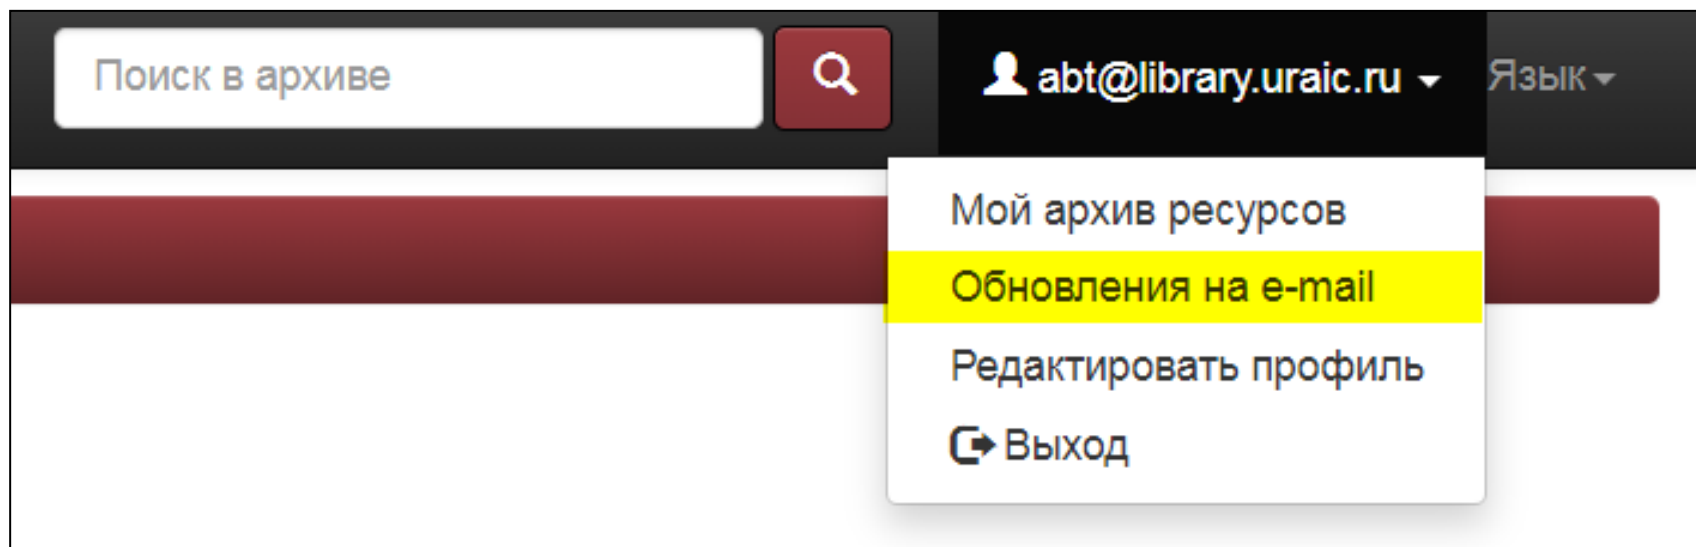 Поиск в архиве
abt@library.uraic.ru
Язык
Мой архив ресурсов
Обновления на e-mail
Редактировать профиль
Выход